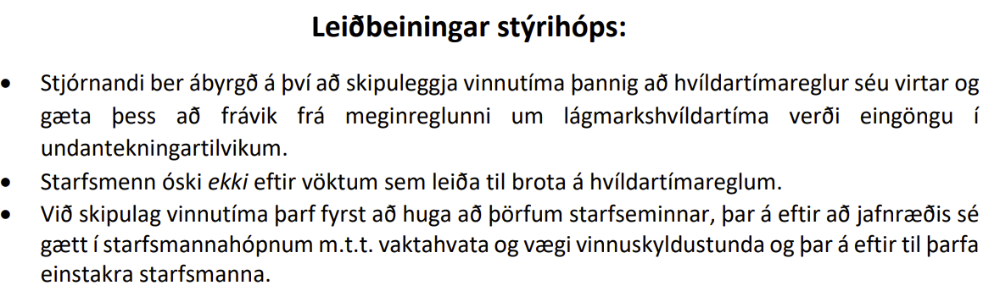 Leiðbeiningar stýrihóps:
• Stjórnandi ber ábyrgð á því að skipuleggja vinnutíma þannig að hvíldartímareglur séu virtar og
gæta þess að frávik frá meginreglunni um lágmarkshvíldartíma verði eingöngu í
undantekningartilvikum.
• Starfsmenn óski ekki eftir vöktum sem leiða til brota á hvíldartímareglum.
• Við skipulag vinnutíma þarf fyrst að huga að þörfum starfseminnar, þar á eftir að jafnræðis sé
gætt í starfsmannahópnum m.t.t. vaktahvata og vægi vinnuskyldustunda og þar á eftir til þarfa
einstakra starfsmanna.